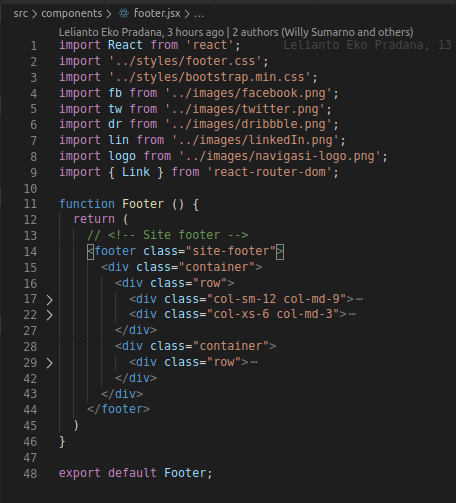 src > components > footer.jsx > ...
Lelianto Eko Pradana, 3 hours ago | 2 authors (Willy Sumarno and others)
1 import React from 'react'; Lelianto Eko Pradana, 13
2 import '../styles/footer.css';
3 import '../styles/bootstrap.min.css';
4 import fb from '../images/facebook.png';
5 import tw from '../images/twitter.png';
6 import dr from '../images/dribbble.png';
7 import lin from '../images/linkedIn.png';
8 import logo from '../images/navigasi-logo.png';
9 import { Link } from 'react-router-dom';
10
11 function Footer () {
12 return (
13 // <!-- Site footer -->
14 <footer class="site-footer">
15 <div class="container">
16 <div class="row">
17 > <div class="col-sm-12 col-md-9">…
22 > <div class="col-xs-6 col-md-3">…
27 </div>
28 <div class="container">
29 > <div class="row">…
42 </div>
43 </div>
44 </footer>
45 )
46 }
47
48 export default Footer;